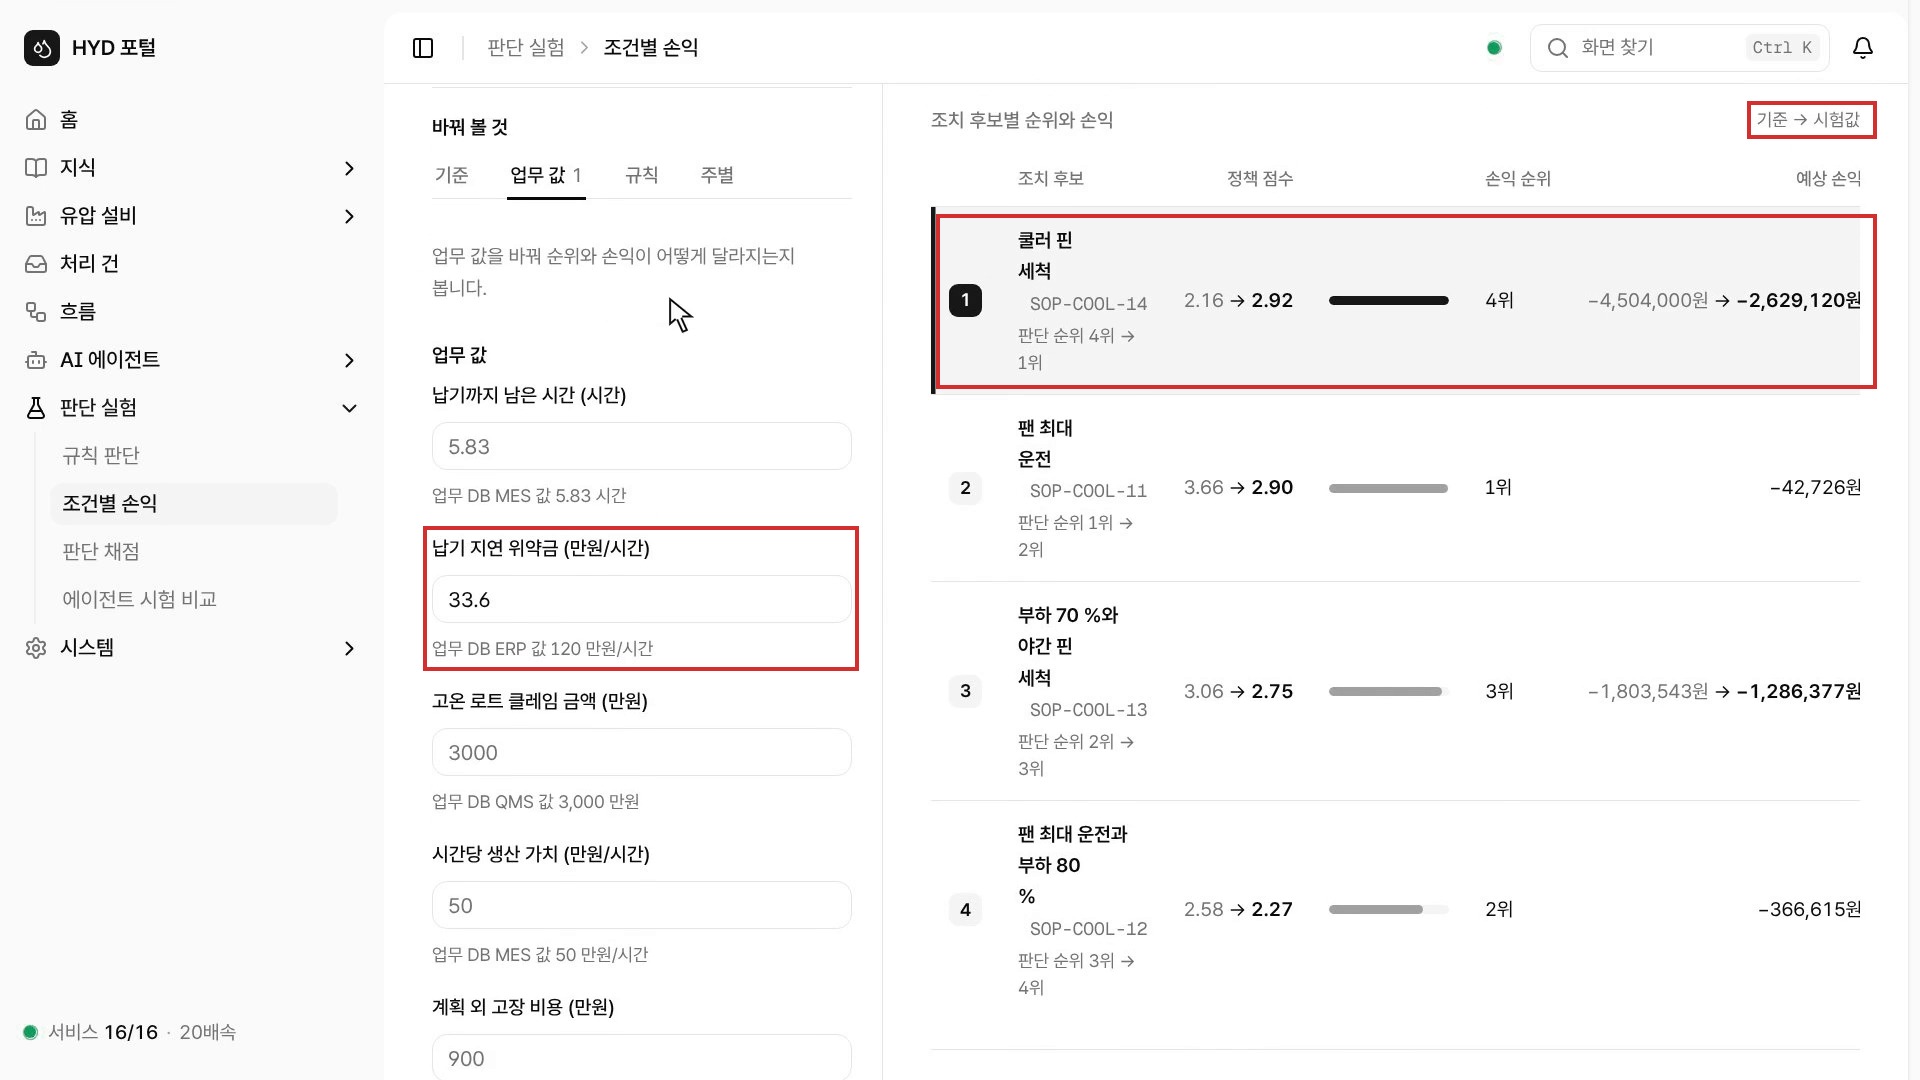 HYD 포털
홈
지식
유압 설비
처리 건
흐름
AI 에이전트
판단 실험
규칙 판단
조건별 손익
판단 채점
에이전트 시험 비교
시스템
서비스 16/16 · 20배속
판단 실험 > 조건별 손익
화면 찾기 Ctrl K
바꿔 볼 것
기준 업무 값 1 규칙 주별
업무 값을 바꿔 순위와 손익이 어떻게 달라지는지
봅니다.
업무 값
납기까지 남은 시간 (시간)
5.83
업무 DB MES 값 5.83 시간
납기 지연 위약금 (만원/시간)
33.6
업무 DB ERP 값 120 만원/시간
고온 로트 클레임 금액 (만원)
3000
업무 DB QMS 값 3,000 만원
시간당 생산 가치 (만원/시간)
50
업무 DB MES 값 50 만원/시간
계획 외 고장 비용 (만원)
900
조치 후보별 순위와 손익 기준 → 시험값
조치 후보 정책 점수 손익 순위 예상 손익
쿨러 핀
세척
1 SOP-COOL-14 2.16 → 2.92 4위 −4,504,000원 → −2,629,120원
판단 순위 4위 →
1위
팬 최대
운전
2 SOP-COOL-11 3.66 → 2.90 1위 −42,726원
판단 순위 1위 →
2위
부하 70 %와
야간 핀
세척
3 SOP-COOL-13 3.06 → 2.75 3위 −1,803,543원 → −1,286,377원
판단 순위 2위 →
3위
팬 최대 운전과
부하 80
%
4 SOP-COOL-12 2.58 → 2.27 2위 −366,615원
판단 순위 3위 →
4위